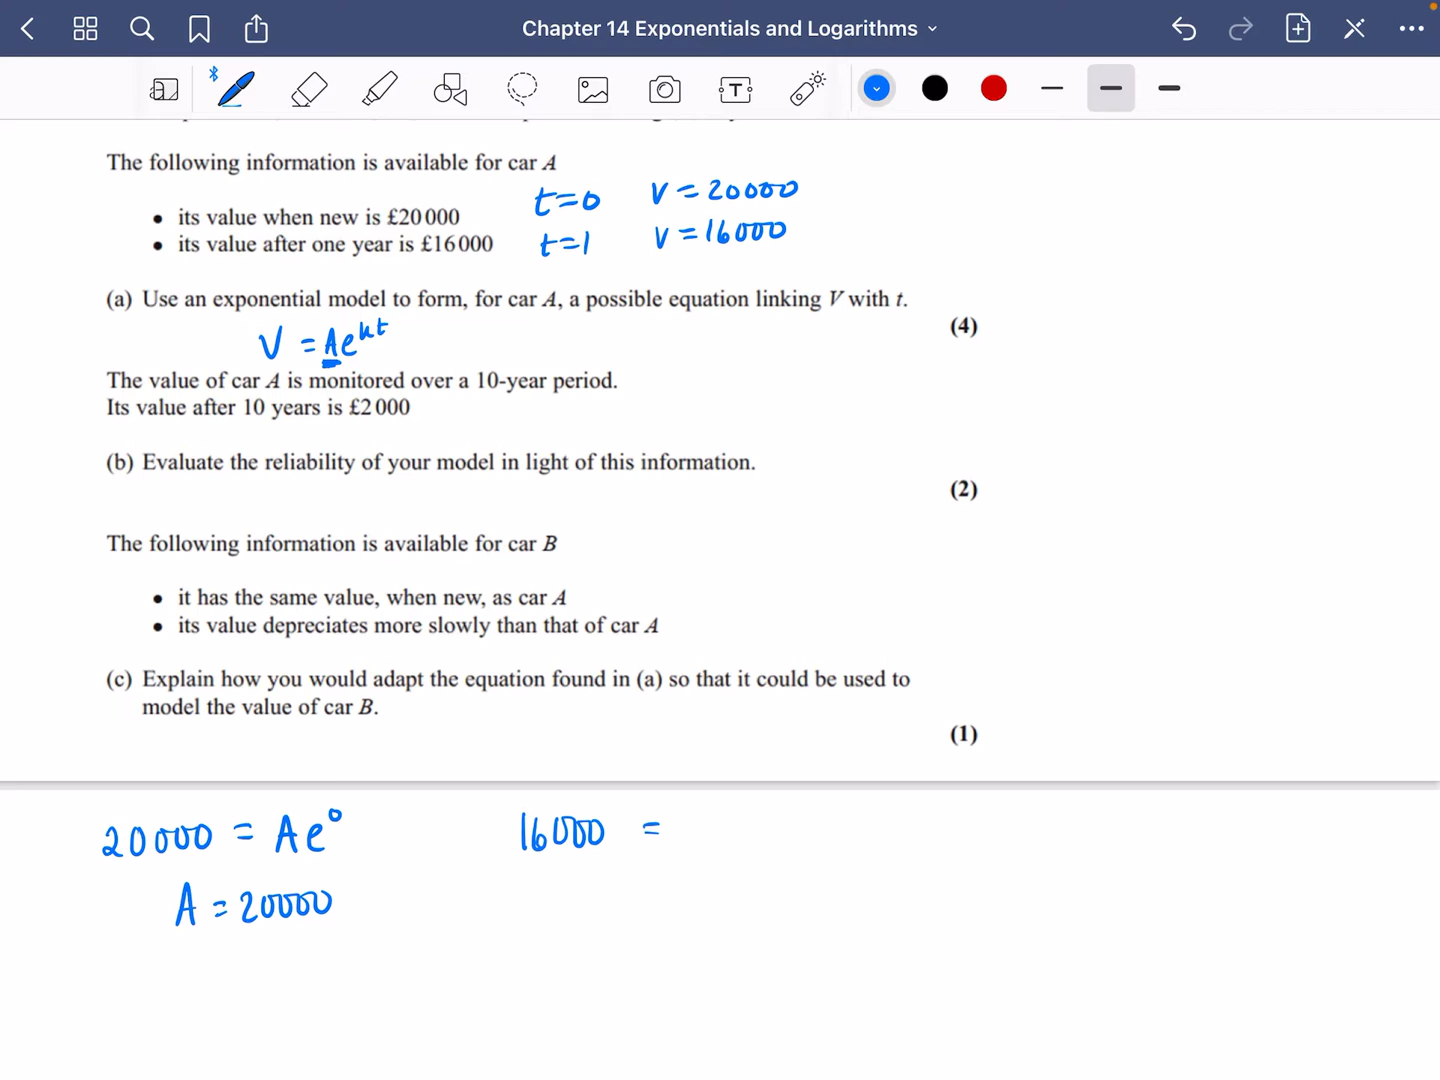 Chapter 14 Exponentials and Logarithms
The following information is available for car A
• its value when new is £20 000
t=0 V=20000
• its value after one year is £16 000
t=1 V=16000
(a) Use an exponential model to form, for car A, a possible equation linking V with t.
(4)
V = Ae^{kt}
The value of car A is monitored over a 10-year period.
Its value after 10 years is £2 000
(b) Evaluate the reliability of your model in light of this information.
(2)
The following information is available for car B
• it has the same value, when new, as car A
• its value depreciates more slowly than that of car A
(c) Explain how you would adapt the equation found in (a) so that it could be used to
model the value of car B.
(1)
20000 = Ae^0 16000 =
A = 20000